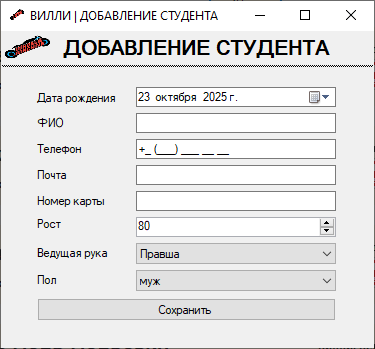 ВИЛЛИ | ДОБАВЛЕНИЕ СТУДЕНТА
ДОБАВЛЕНИЕ СТУДЕНТА
Дата рождения 23 октября 2025 г.
ФИО
Телефон +_ (___) ___ __ __
Почта
Номер карты
Рост 80
Ведущая рука Правша
Пол муж
Сохранить